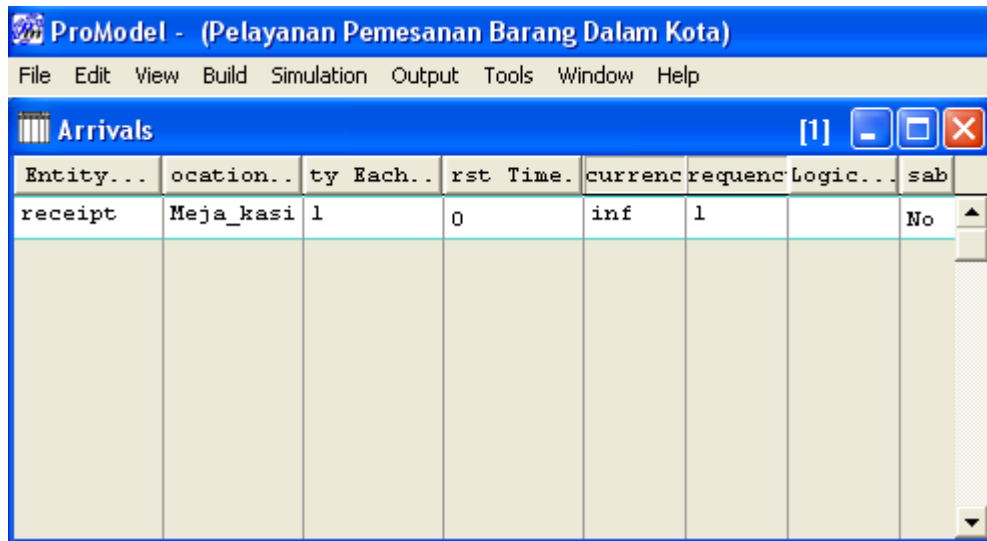 ProModel - (Pelayanan Pemesanan Barang Dalam Kota)
File Edit View Build Simulation Output Tools Window Help
Arrivals [1]
Entity... ocation.. ty Each.. rst Time. currenc requenc Logic... sab
receipt Meja_kasi 1 0 inf 1 No